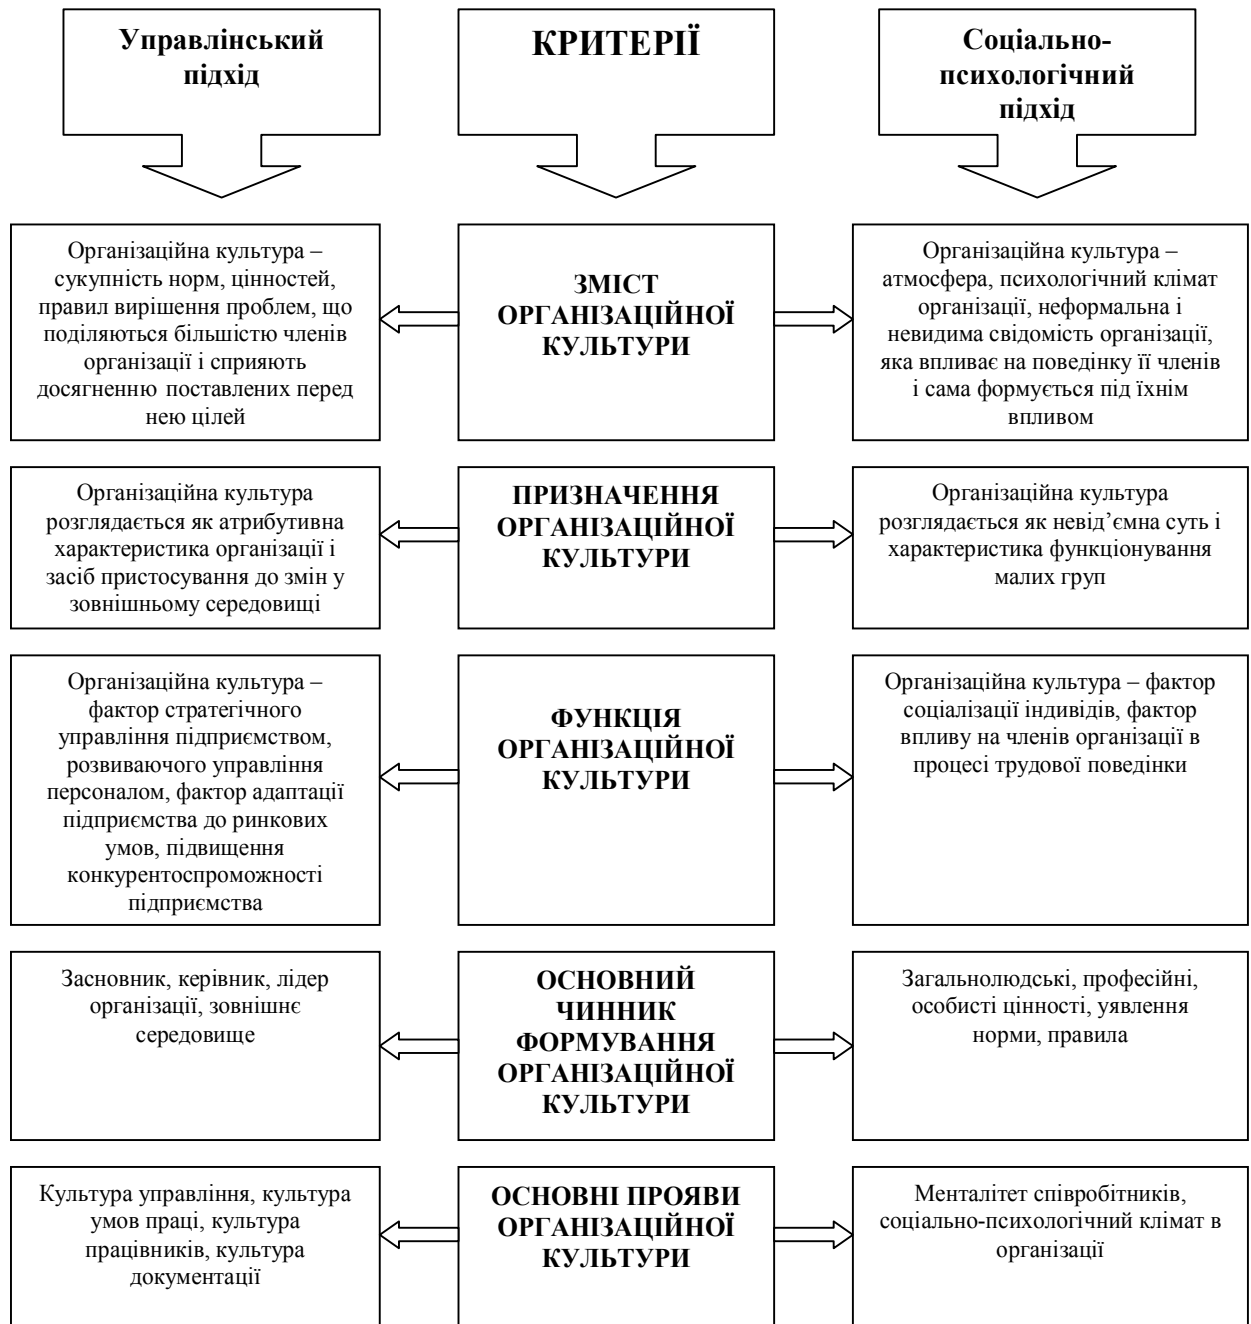 Управлінський
підхід
КРИТЕРІЇ
Соціально-
психологічний
підхід
Організаційна культура –
сукупність норм, цінностей,
правил вирішення проблем, що
поділяються більшістю членів
організації і сприяють
досягненню поставлених перед
нею цілей
ЗМІСТ
ОРГАНІЗАЦІЙНОЇ
КУЛЬТУРИ
Організаційна культура –
атмосфера, психологічний клімат
організації, неформальна і
невидима свідомість організації,
яка впливає на поведінку її членів
і сама формується під їхнім
впливом
Організаційна культура
розглядається як атрибутивна
характеристика організації і
засіб пристосування до змін у
зовнішньому середовищі
ПРИЗНАЧЕННЯ
ОРГАНІЗАЦІЙНОЇ
КУЛЬТУРИ
Організаційна культура
розглядається як невід’ємна суть і
характеристика функціонування
малих груп
Організаційна культура –
фактор стратегічного
управління підприємством,
розвиваючого управління
персоналом, фактор адаптації
підприємства до ринкових
умов, підвищення
конкурентоспроможності
підприємства
ФУНКЦІЯ
ОРГАНІЗАЦІЙНОЇ
КУЛЬТУРИ
Організаційна культура – фактор
соціалізації індивідів, фактор
впливу на членів організації в
процесі трудової поведінки
Засновник, керівник, лідер
організації, зовнішнє
середовище
ОСНОВНИЙ
ЧИННИК
ФОРМУВАННЯ
ОРГАНІЗАЦІЙНОЇ
КУЛЬТУРИ
Загальнолюдські, професійні,
особисті цінності, уявлення
норми, правила
Культура управління, культура
умов праці, культура
працівників, культура
документації
ОСНОВНІ ПРОЯВИ
ОРГАНІЗАЦІЙНОЇ
КУЛЬТУРИ
Менталітет співробітників,
соціально-психологічний клімат в
організації